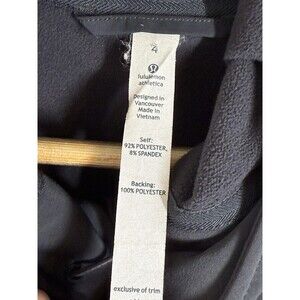 4
lululemon
athletica
Designed in
Vancouver
Made in
Vietnam
Self:
92% POLYESTER,
8% SPANDEX
Backing:
100% POLYESTER
exclusive of trim